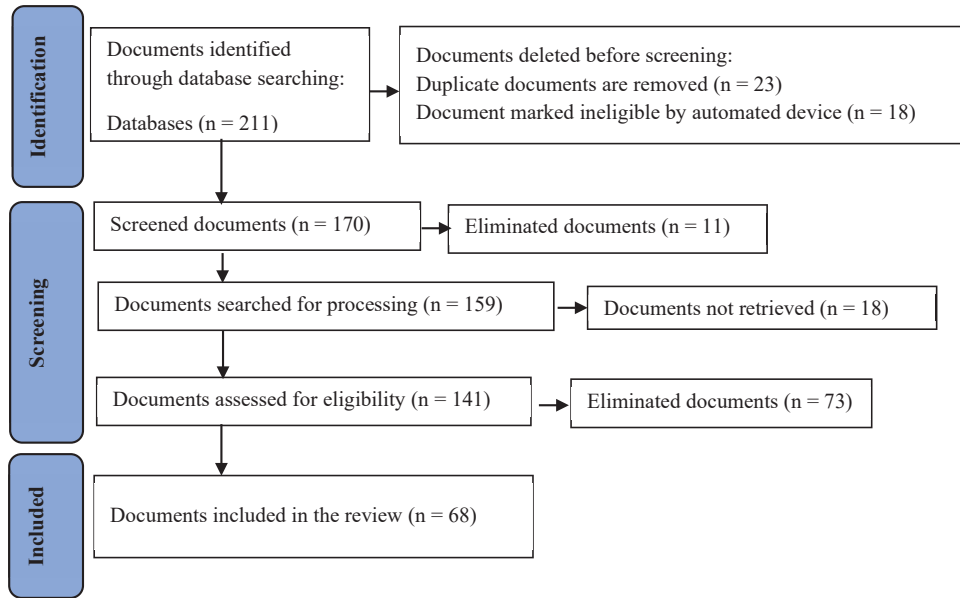 Identification
Documents identified
through database searching:
Databases (n = 211)
Documents deleted before screening:
Duplicate documents are removed (n = 23)
Document marked ineligible by automated device (n = 18)
Screening
Screened documents (n = 170)
Eliminated documents (n = 11)
Documents searched for processing (n = 159)
Documents not retrieved (n = 18)
Documents assessed for eligibility (n = 141)
Eliminated documents (n = 73)
Included
Documents included in the review (n = 68)